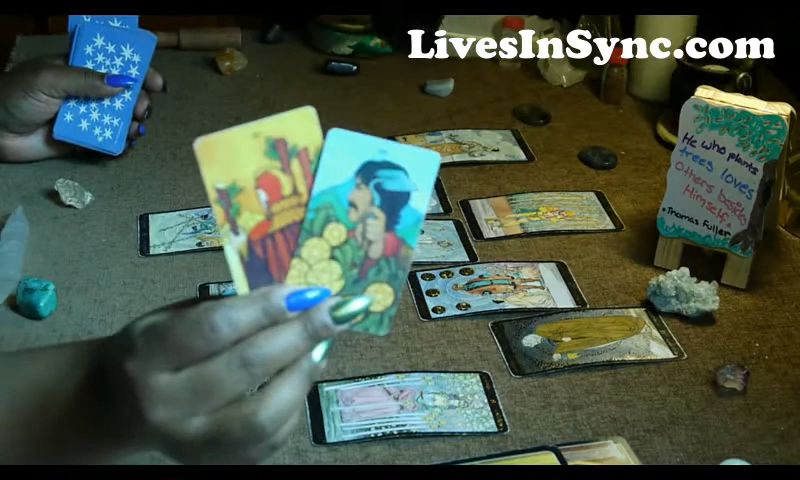 LivesInSync.com
He who plants
trees loves
others besides
Himself
- Thomas Fuller